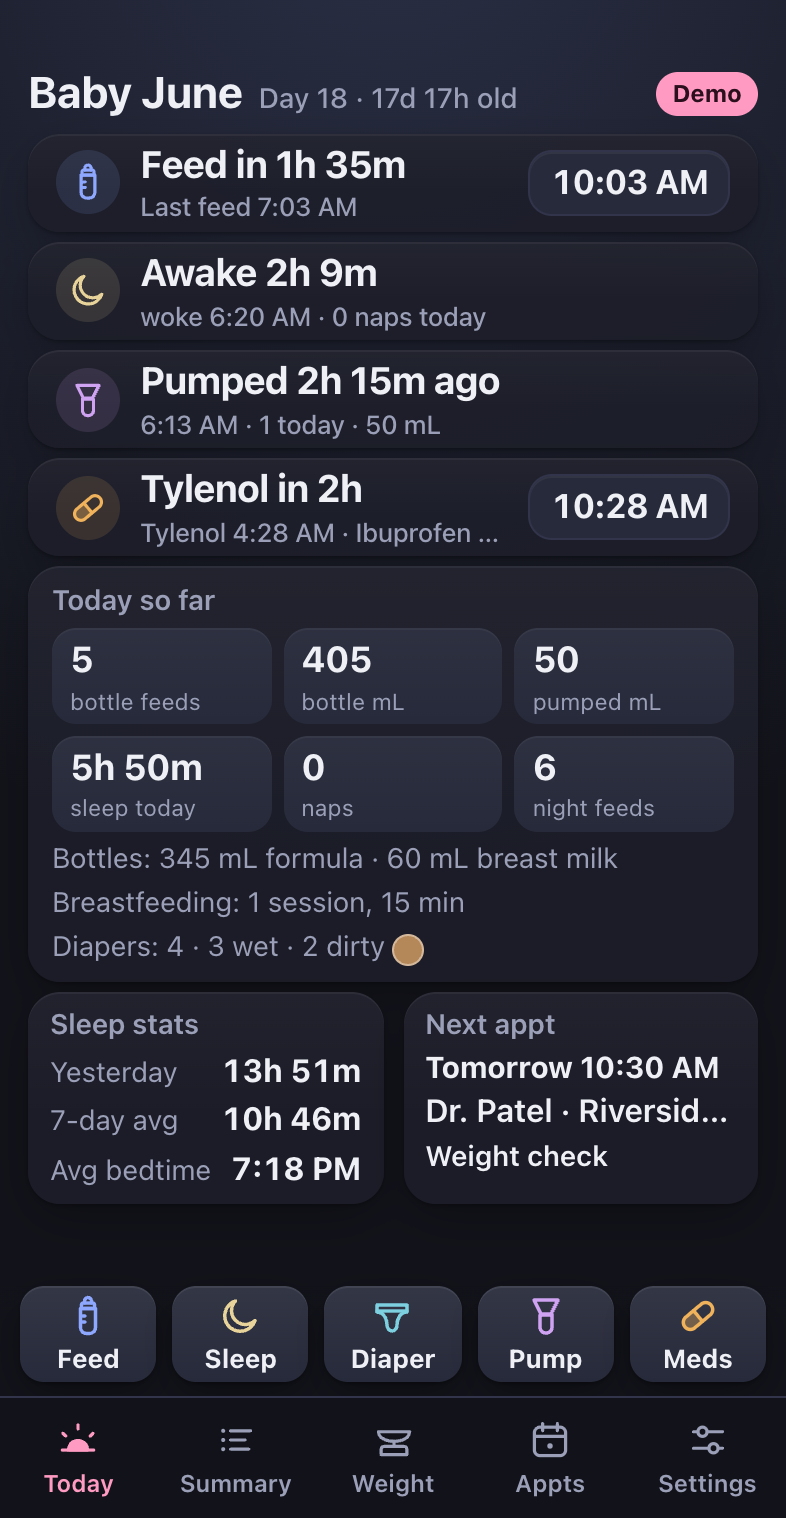 Baby June Day 18 · 17d 17h old Demo
Feed in 1h 35m
Last feed 7:03 AM
10:03 AM
Awake 2h 9m
woke 6:20 AM · 0 naps today
Pumped 2h 15m ago
6:13 AM · 1 today · 50 mL
Tylenol in 2h
Tylenol 4:28 AM · Ibuprofen ...
10:28 AM
Today so far
5
bottle feeds
405
bottle mL
50
pumped mL
5h 50m
sleep today
0
naps
6
night feeds
Bottles: 345 mL formula · 60 mL breast milk
Breastfeeding: 1 session, 15 min
Diapers: 4 · 3 wet · 2 dirty
Sleep stats
Yesterday 13h 51m
7-day avg 10h 46m
Avg bedtime 7:18 PM
Next appt
Tomorrow 10:30 AM
Dr. Patel · Riversid...
Weight check
Feed
Sleep
Diaper
Pump
Meds
Today
Summary
Weight
Appts
Settings